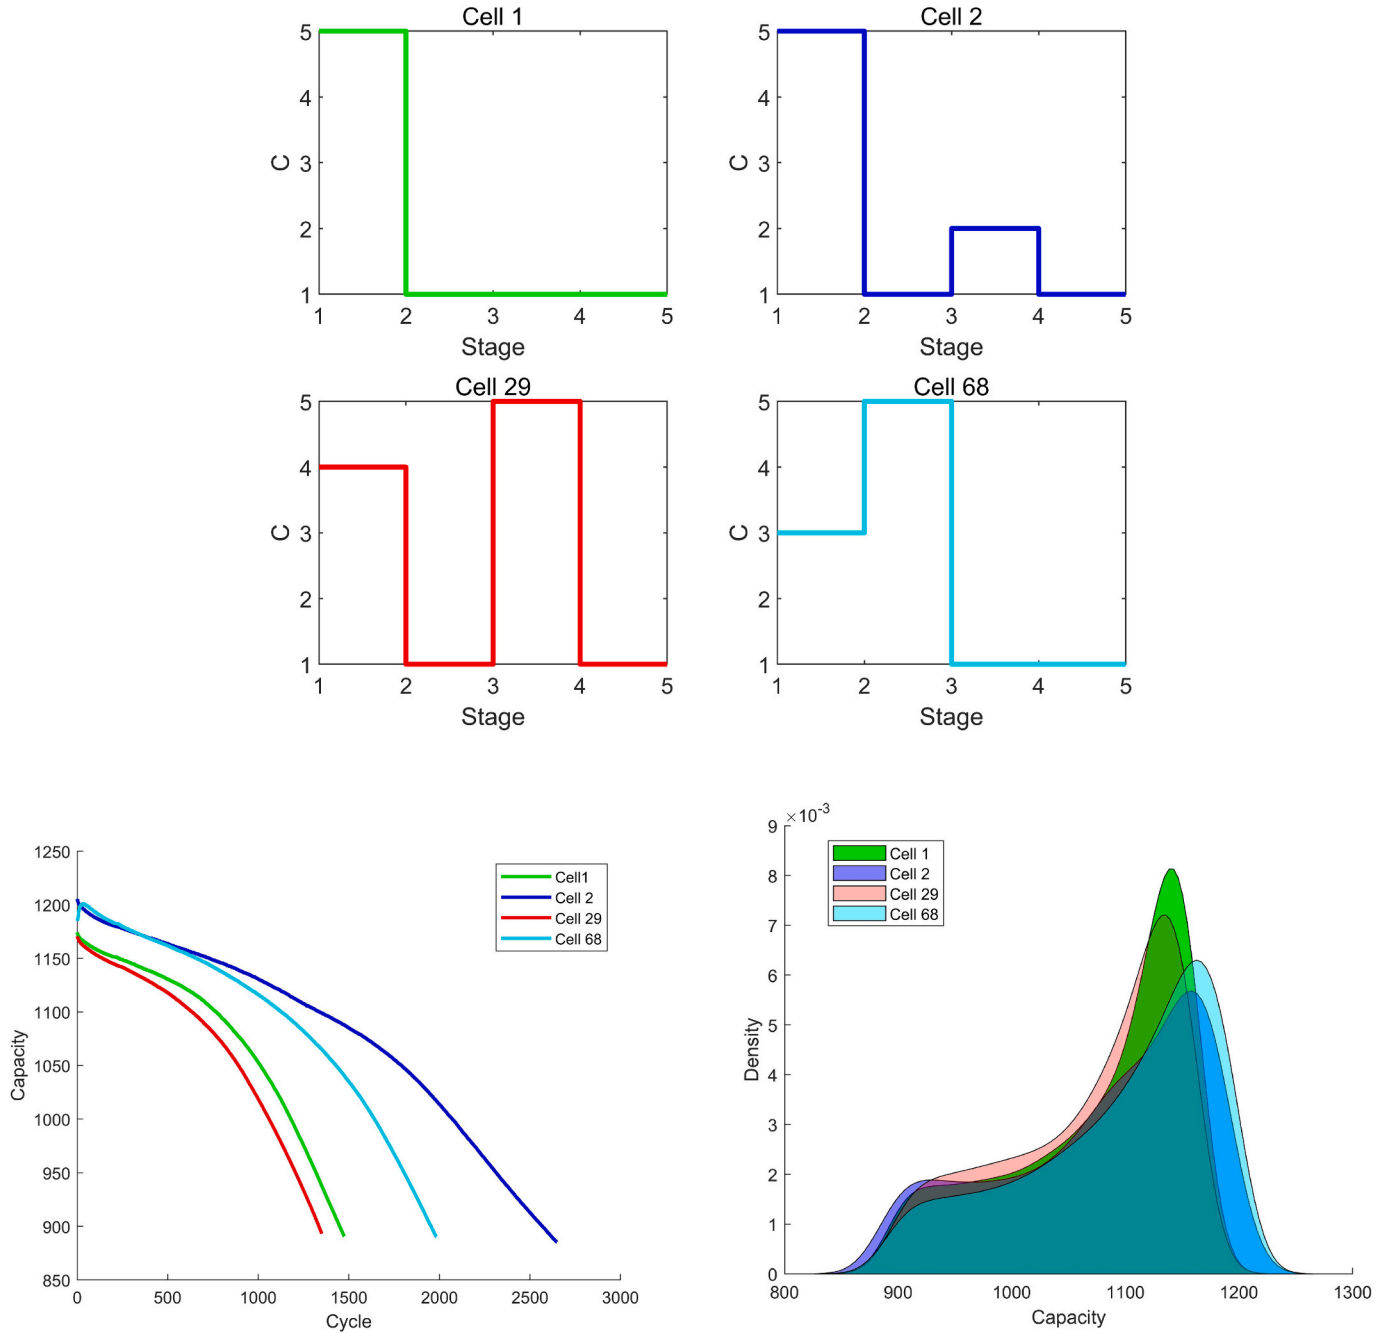 Cell 1
5
4
3
2
1
C
1 2 3 4 5
Stage
Cell 2
5
4
3
2
1
C
1 2 3 4 5
Stage
Cell 29
5
4
3
2
1
C
1 2 3 4 5
Stage
Cell 68
5
4
3
2
1
C
1 2 3 4 5
Stage
1250
1200
1150
1100
1050
1000
950
900
850
Capacity
0 500 1000 1500 2000 2500 3000
Cycle
Cell1
Cell 2
Cell 29
Cell 68
×10-3
9
8
7
6
5
4
3
2
1
0
Density
800 900 1000 1100 1200 1300
Capacity
Cell 1
Cell 2
Cell 29
Cell 68